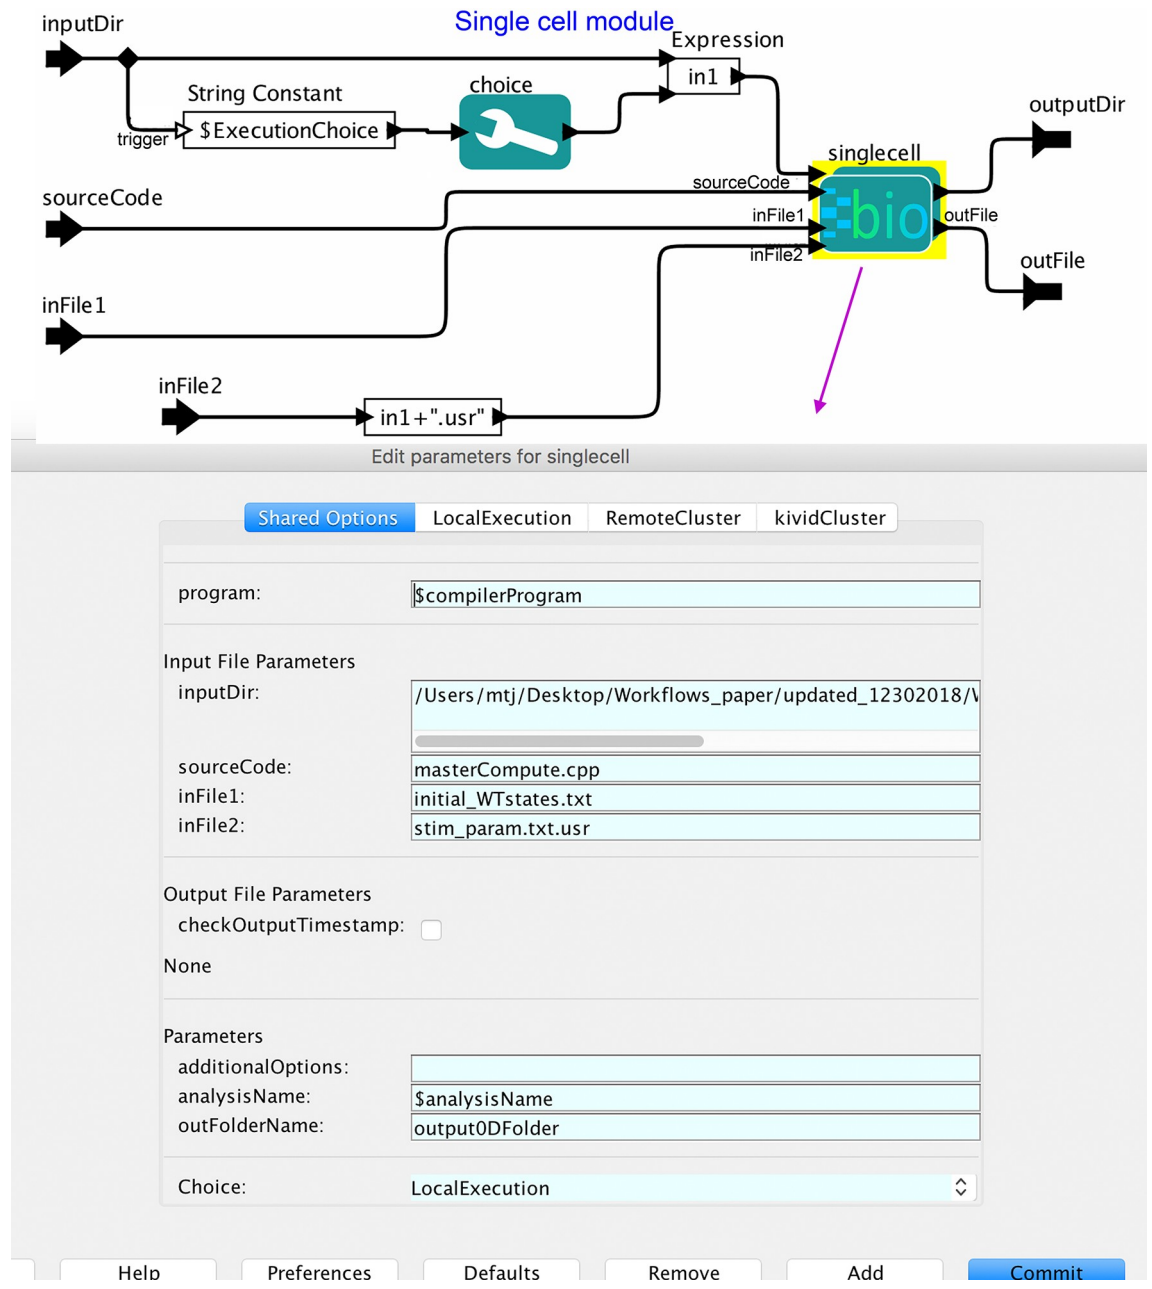 Single cell module
inputDir
Expression
in1
String Constant
choice
trigger
$ExecutionChoice
outputDir
singlecell
sourceCode
sourceCode
inFile1
bio
outFile
inFile2
outFile
inFile1
inFile2
in1+".usr"
Edit parameters for singlecell
Shared Options LocalExecution RemoteCluster kividCluster
program: $compilerProgram
Input File Parameters
inputDir: /Users/mtj/Desktop/Workflows_paper/updated_12302018/
sourceCode: masterCompute.cpp
inFile1: initial_WTstates.txt
inFile2: stim_param.txt.usr
Output File Parameters
checkOutputTimestamp:
None
Parameters
additionalOptions:
analysisName: $analysisName
outFolderName: output0DFolder
Choice: LocalExecution
Help Preferences Defaults Remove Add Commit